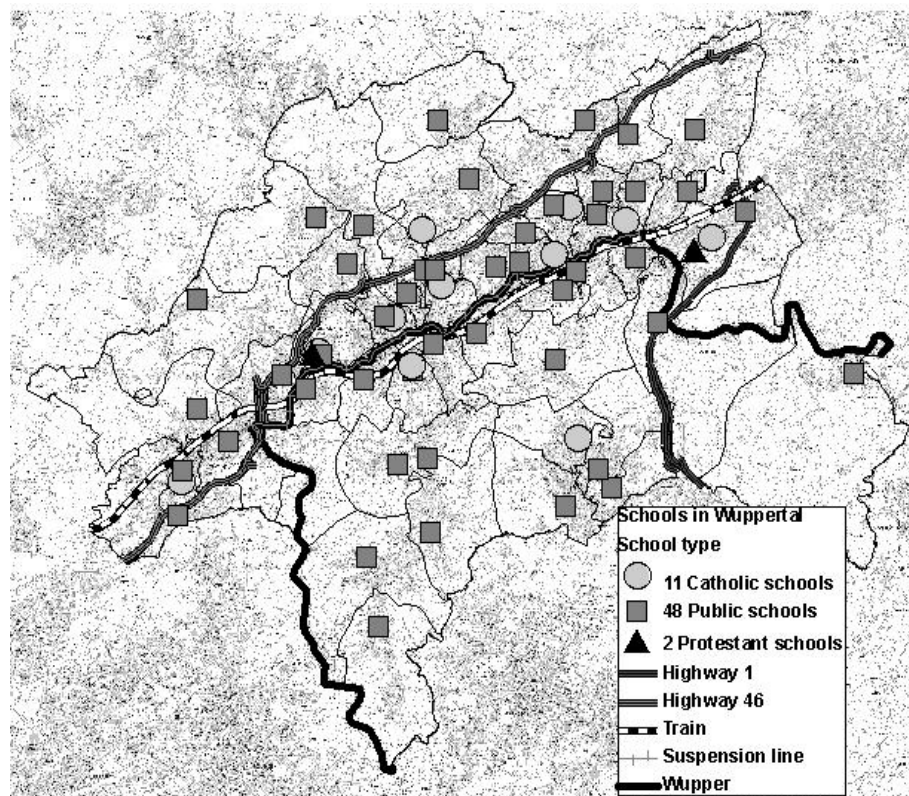 Schools in Wuppertal
School type
11 Catholic schools
48 Public schools
2 Protestant schools
Highway 1
Highway 46
Train
Suspension line
Wupper